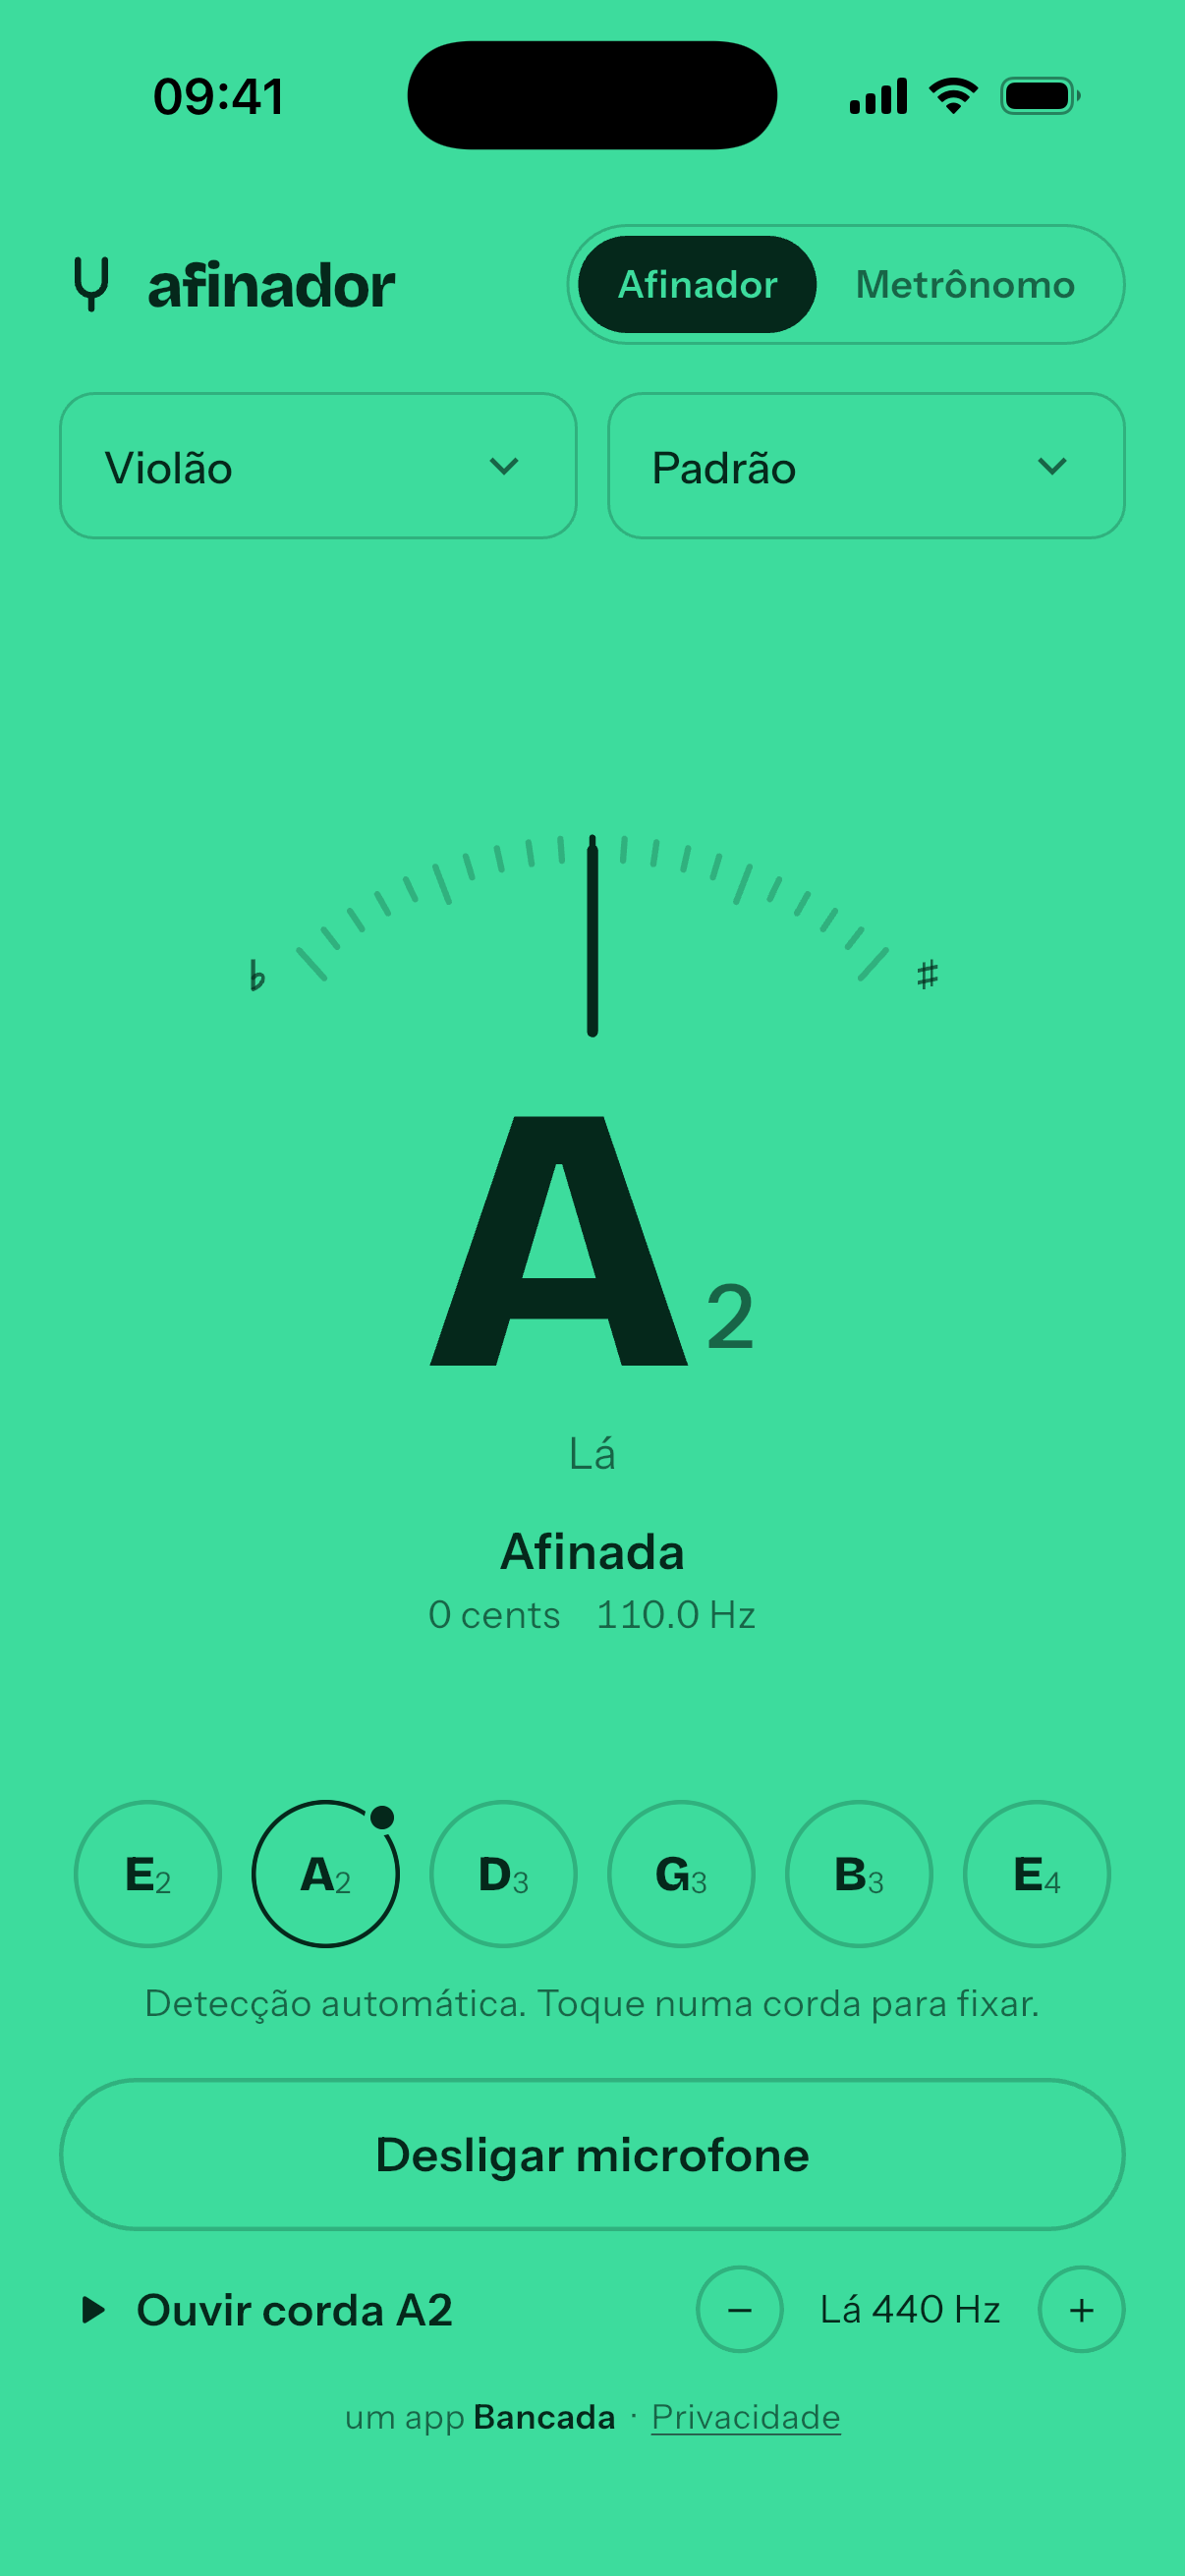 09:41
afinador
Afinador Metrônomo
Violão Padrão
♭ ♯
A2
Lá
Afinada
0 cents 110.0 Hz
E2 A2 D3 G3 B3 E4
Detecção automática. Toque numa corda para fixar.
Desligar microfone
Ouvir corda A2 − Lá 440 Hz +
um app Bancada · Privacidade